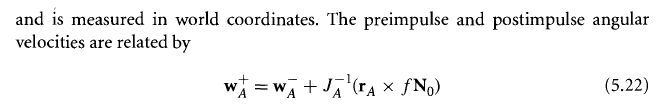 and is measured in world coordinates. The preimpulse and postimpulse angular
velocities are related by
w_A^+ = w_A^- + J_A^{-1}(r_A × fN_0) (5.22)